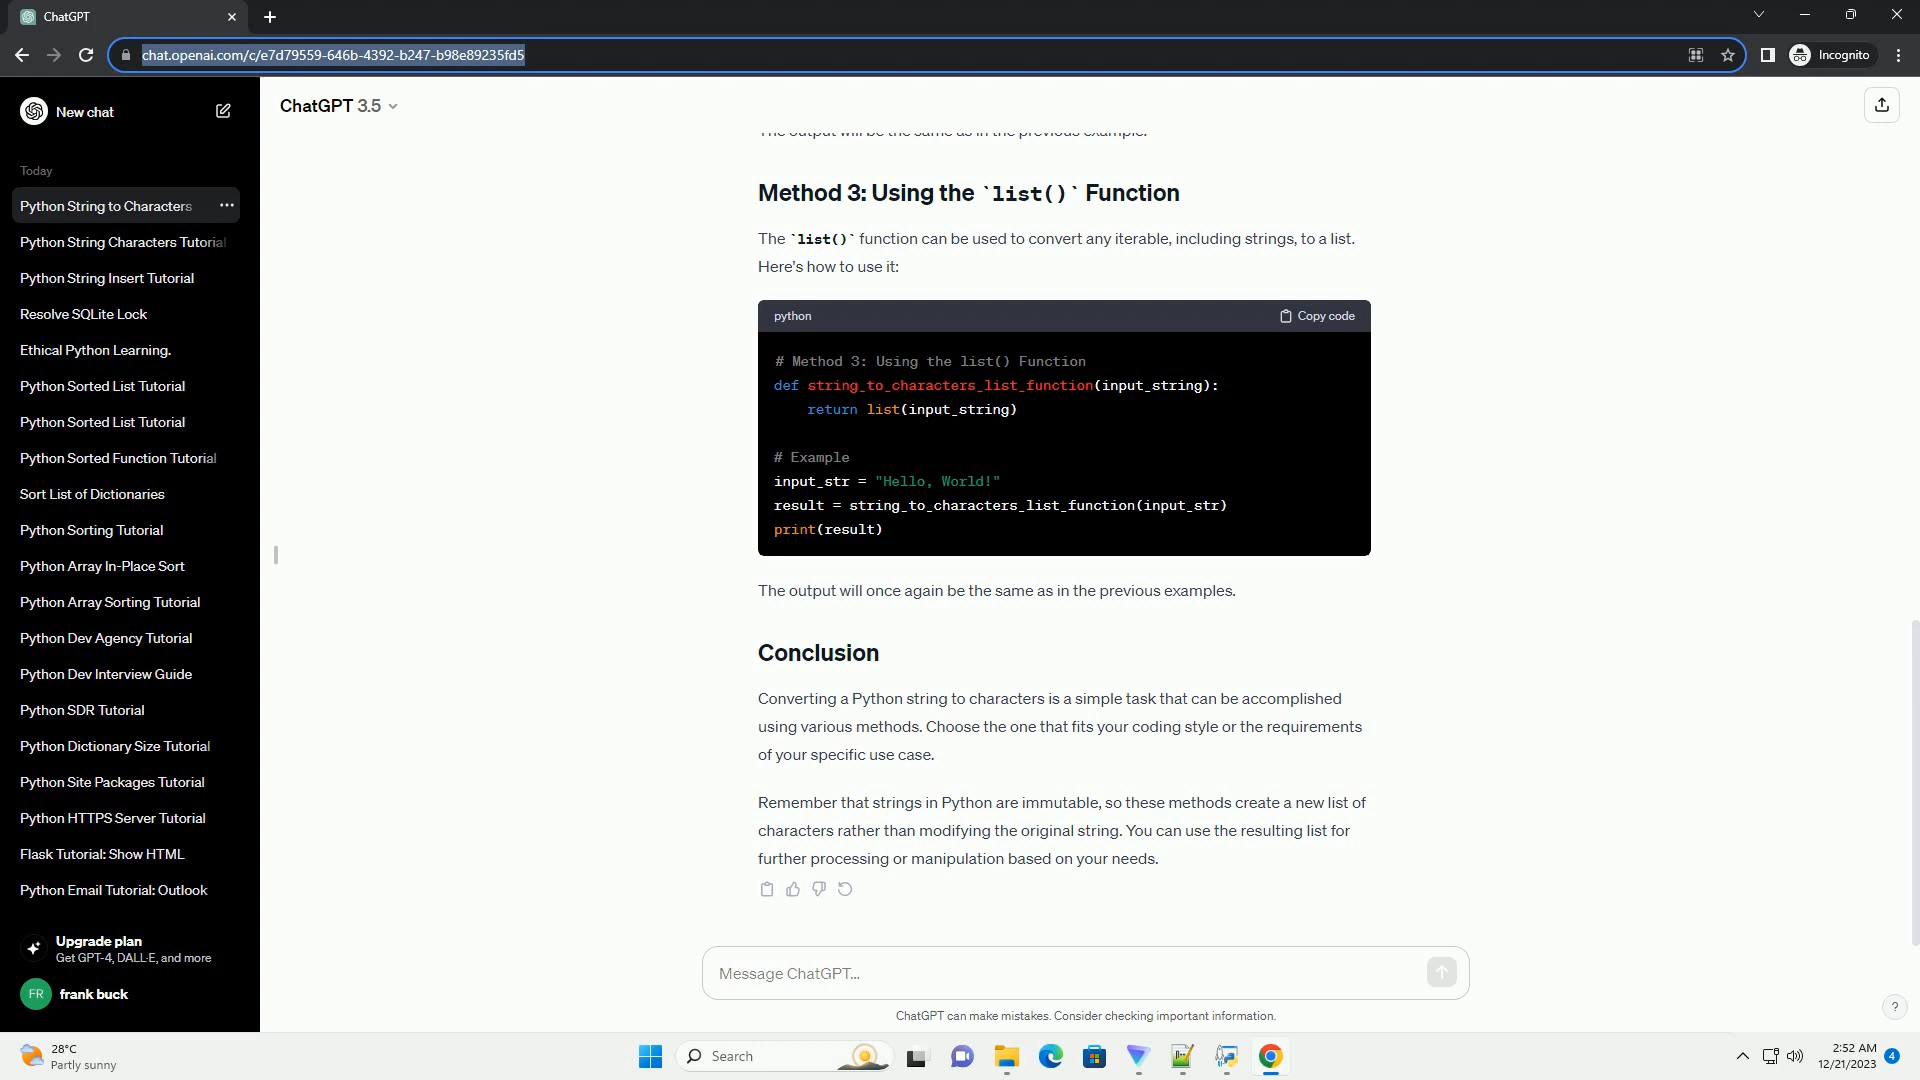 ChatGPT
chat.openai.com/c/e7d79559-646b-4392-b247-b98e89235fd5
Incognito
New chat
Today
Python String to Characters
Python String Characters Tutorial
Python String Insert Tutorial
Resolve SQLite Lock
Ethical Python Learning.
Python Sorted List Tutorial
Python Sorted List Tutorial
Python Sorted Function Tutorial
Sort List of Dictionaries
Python Sorting Tutorial
Python Array In-Place Sort
Python Array Sorting Tutorial
Python Dev Agency Tutorial
Python Dev Interview Guide
Python SDR Tutorial
Python Dictionary Size Tutorial
Python Site Packages Tutorial
Python HTTPS Server Tutorial
Flask Tutorial: Show HTML
Python Email Tutorial: Outlook
Upgrade plan
Get GPT-4, DALL·E, and more
FR
frank buck
ChatGPT 3.5
The output will be the same as in the previous example.
Method 3: Using the `list()` Function
The `list()` function can be used to convert any iterable, including strings, to a list.
Here's how to use it:
python
Copy code
# Method 3: Using the list() Function
def string_to_characters_list_function(input_string):
    return list(input_string)
# Example
input_str = "Hello, World!"
result = string_to_characters_list_function(input_str)
print(result)
The output will once again be the same as in the previous examples.
Conclusion
Converting a Python string to characters is a simple task that can be accomplished
using various methods. Choose the one that fits your coding style or the requirements
of your specific use case.
Remember that strings in Python are immutable, so these methods create a new list of
characters rather than modifying the original string. You can use the resulting list for
further processing or manipulation based on your needs.
Message ChatGPT...
ChatGPT can make mistakes. Consider checking important information.
?
28°C
Partly sunny
Search
2:52 AM
12/21/2023
4